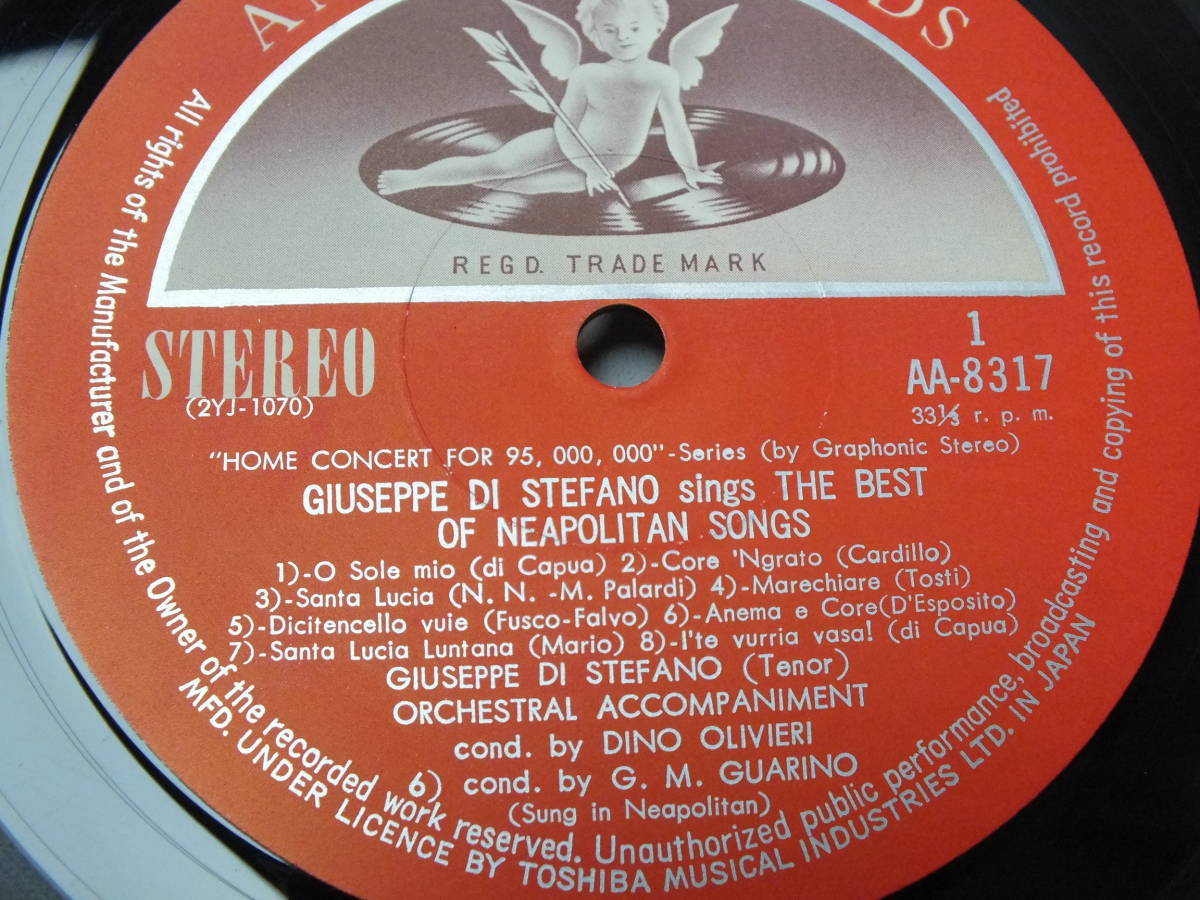 REGD. TRADE MARK
STEREO
(2YJ-1070)
1
AA-8317
33⅓ r. p. m.
"HOME CONCERT FOR 95, 000, 000"-Series (by Graphonic Stereo)
GIUSEPPE DI STEFANO sings THE BEST
OF NEAPOLITAN SONGS
1)-O Sole mio (di Capua) 2)-Core 'Ngrato (Cardillo)
3)-Santa Lucia (N. N. -M. Palardi) 4)-Marechiare (Tosti)
5)-Dicitencello vuie (Fusco-Falvo) 6)-Anema e Core(D'Esposito)
7)-Santa Lucia Luntana (Mario) 8)-I'te vurria vasa! (di Capua)
GIUSEPPE DI STEFANO (Tenor)
ORCHESTRAL ACCOMPANIMENT
cond. by DINO OLIVIERI
6) cond. by G. M. GUARINO
(Sung in Neapolitan)
All rights of the Manufacturer and of the Owner of the recorded work reserved. Unauthorized public performance, broadcasting and copying of this record prohibited
MFD. UNDER LICENCE BY TOSHIBA MUSICAL INDUSTRIES LTD. IN JAPAN